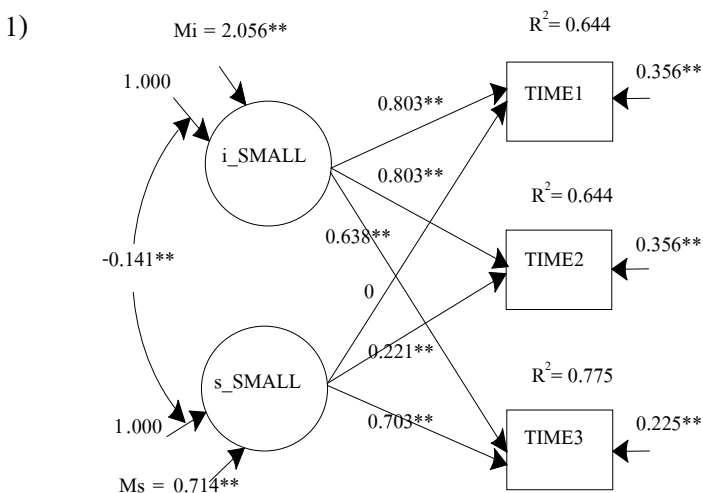 1)
Mi = 2.056**
R²= 0.644
1.000
0.803**
TIME1
0.356**
i_SMALL
0.803**
R²= 0.644
0.638**
-0.141**
TIME2
0.356**
0
0.221**
s_SMALL
R²= 0.775
0.703**
1.000
TIME3
0.225**
Ms = 0.714**